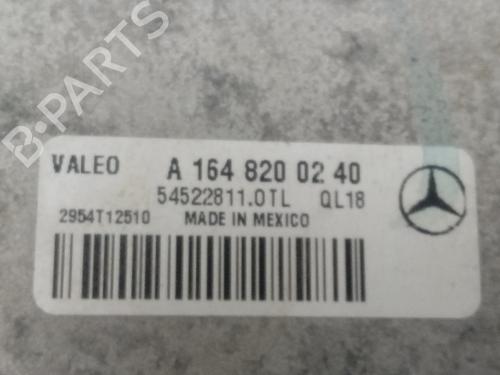 B-PARTS
VALEO A 164 820 02 40
54522811.0TL QL18
2954T12510 MADE IN MEXICO